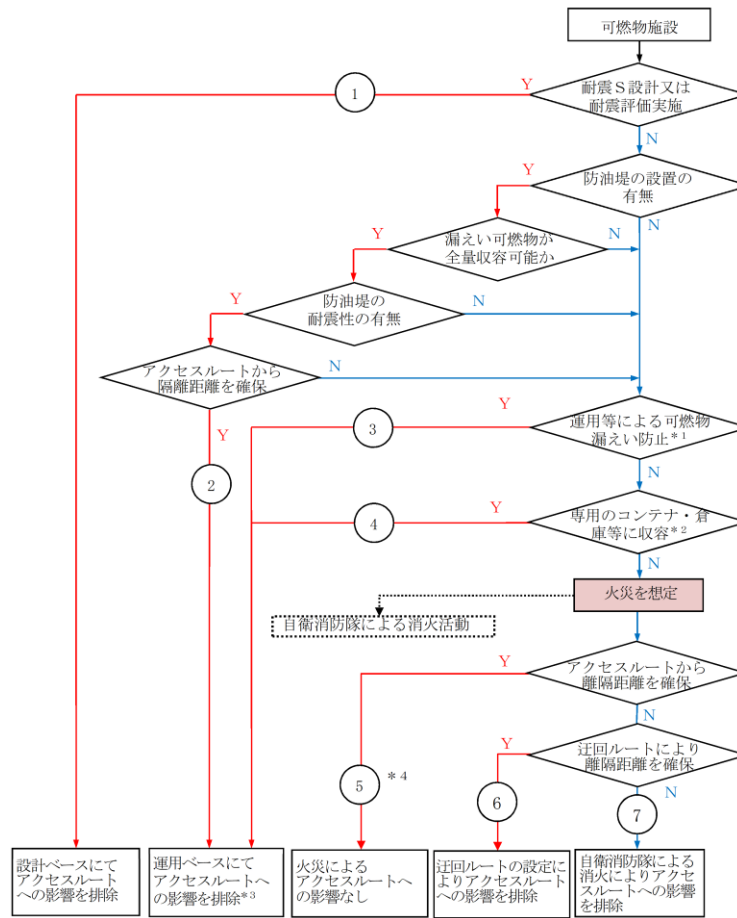 可燃物施設
耐震S設計又は
耐震評価実施
Y
①
N
防油堤の設置の
有無
Y
N
漏えい可燃物が
全量収容可能か
Y
N
防油堤の
耐震性の有無
Y
N
アクセスルートから
隔離距離を確保
N
Y
②
運用等による可燃物
漏えい防止*1
Y
③
N
専用のコンテナ・倉
庫等に収容*2
Y
④
N
火災を想定
自衛消防隊による消火活動
アクセスルートから
離隔距離を確保
Y
⑤
*4
N
迂回ルートにより
離隔距離を確保
Y
⑥
N
⑦
設計ベースにて
アクセスルート
への影響を排除
運用ベースにて
アクセスルートへ
の影響を排除*3
火災による
アクセスルートへ
の影響なし
迂回ルートの設定に
よりアクセスルート
への影響を排除
自衛消防隊による
消火によりアクセ
スルートへの影響
を排除